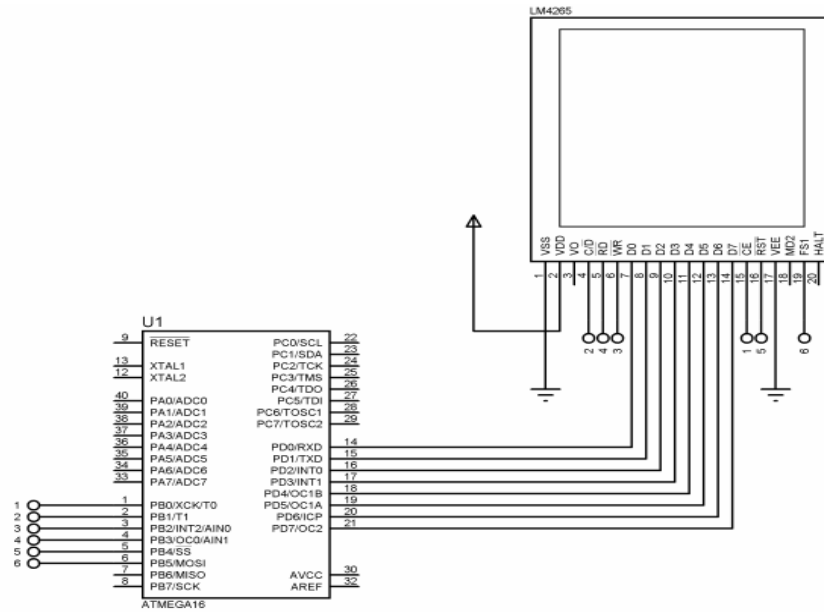 LM4265
VSS
VDD
VO
C/D
RD
WR
D0
D1
D2
D3
D4
D5
D6
D7
CE
RST
VEE
MD2
FS1
HALT
1
2
3
4
5
6
7
8
9
10
11
12
13
14
15
16
17
18
19
20
2
4
3
1
5
6
U1
9 RESET PC0/SCL 22
PC1/SDA 23
13 XTAL1 PC2/TCK 24
12 XTAL2 PC3/TMS 25
PC4/TDO 26
40 PA0/ADC0 PC5/TDI 27
39 PA1/ADC1 PC6/TOSC1 28
38 PA2/ADC2 PC7/TOSC2 29
37 PA3/ADC3
36 PA4/ADC4 PD0/RXD 14
35 PA5/ADC5 PD1/TXD 15
34 PA6/ADC6 PD2/INT0 16
33 PA7/ADC7 PD3/INT1 17
PD4/OC1B 18
1 1 PB0/XCK/T0 PD5/OC1A 19
2 2 PB1/T1 PD6/ICP 20
3 3 PB2/INT2/AIN0 PD7/OC2 21
4 4 PB3/OC0/AIN1
5 5 PB4/SS
6 6 PB5/MOSI
7 PB6/MISO AVCC 30
8 PB7/SCK AREF 32
ATMEGA16